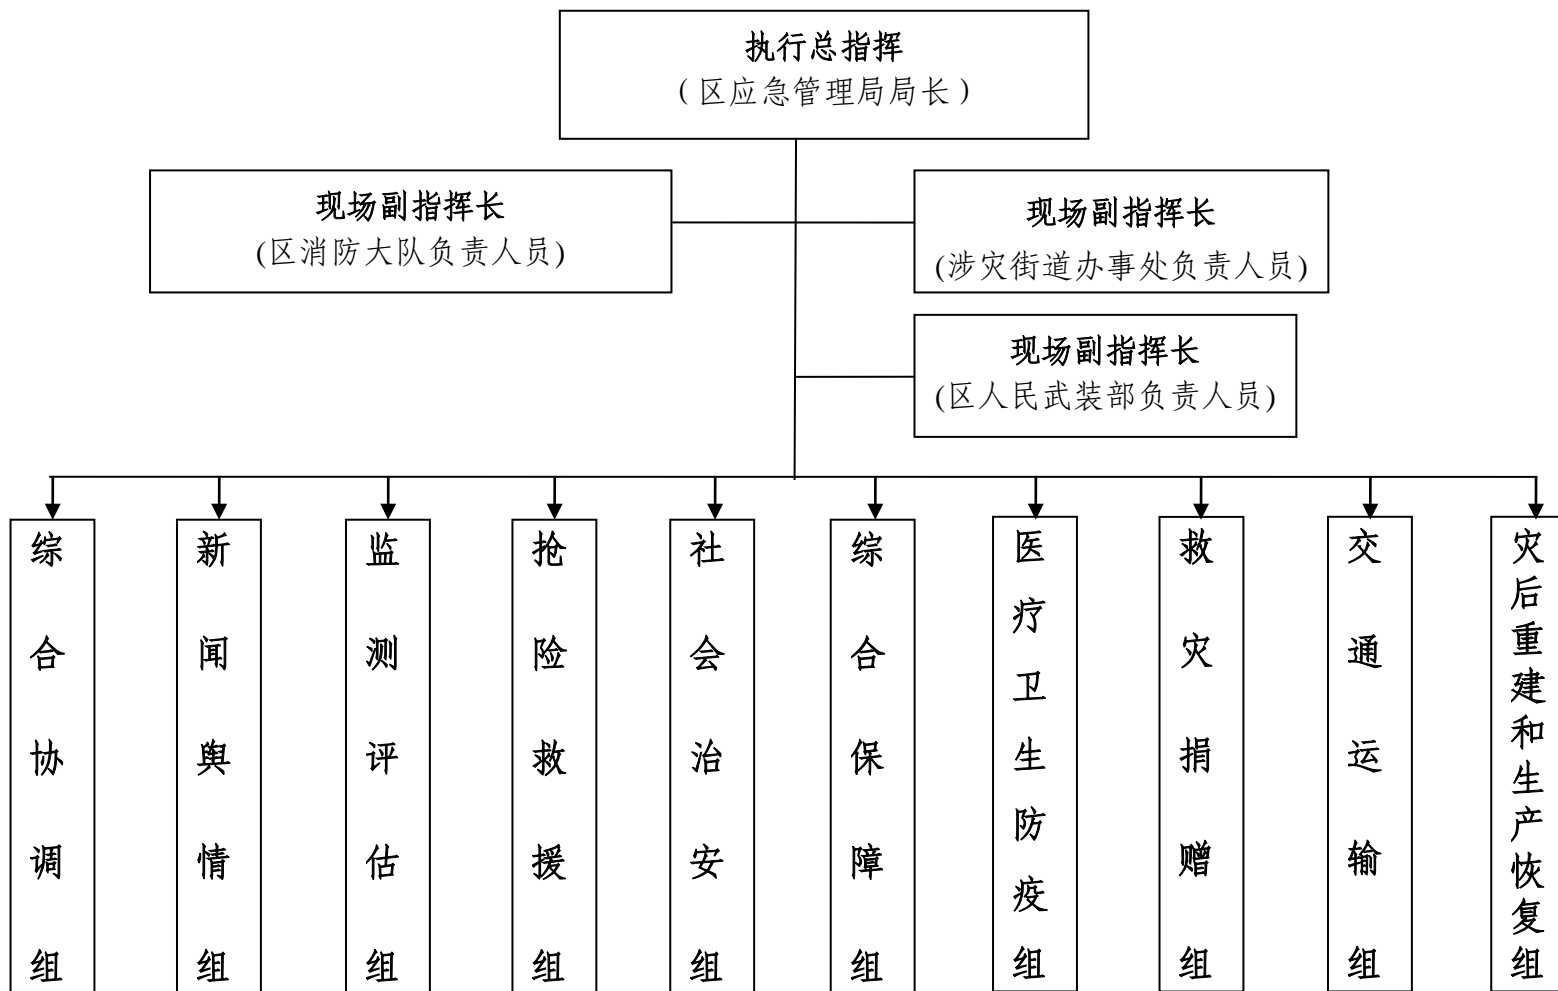 执行总指挥
（区应急管理局局长）
现场副指挥长
(区消防大队负责人员)
现场副指挥长
(涉灾街道办事处负责人员)
现场副指挥长
(区人民武装部负责人员)
综合协调组
新闻舆情组
监测评估组
抢险救援组
社会治安组
综合保障组
医疗卫生防疫组
救灾捐赠组
交通运输组
灾后重建和生产恢复组